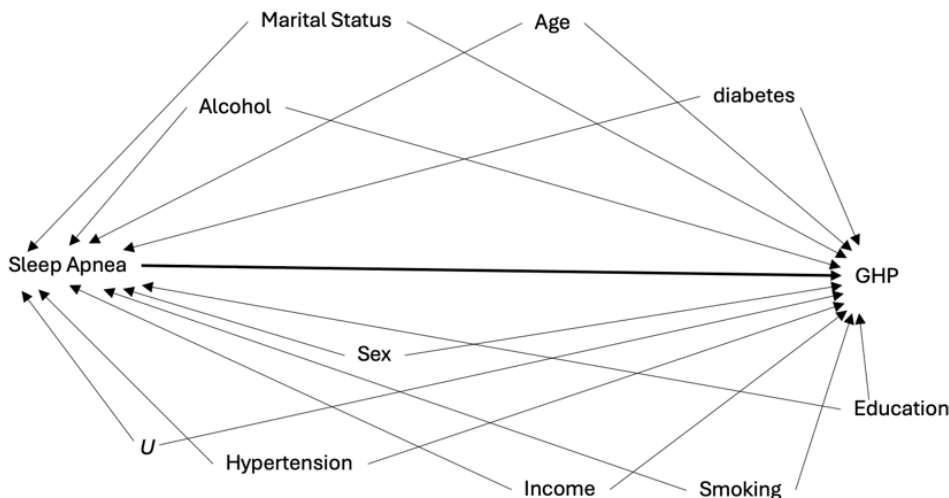 Marital Status
Age
diabetes
Alcohol
Sleep Apnea
GHP
Sex
Education
U
Hypertension
Income
Smoking